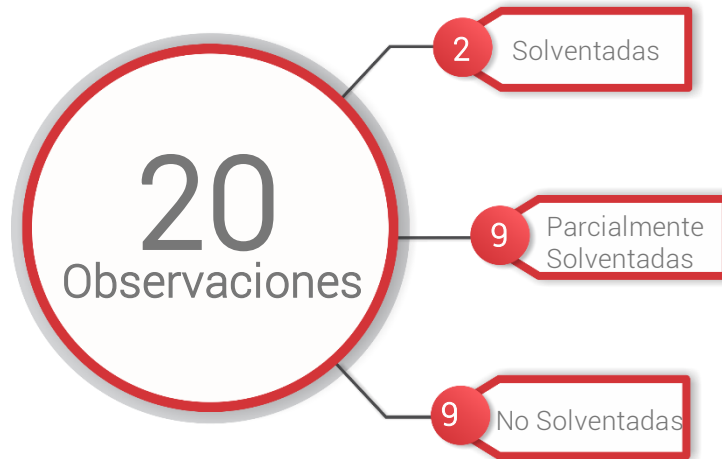 20
Observaciones
2
Solventadas
9
Parcialmente
Solventadas
9
No Solventadas